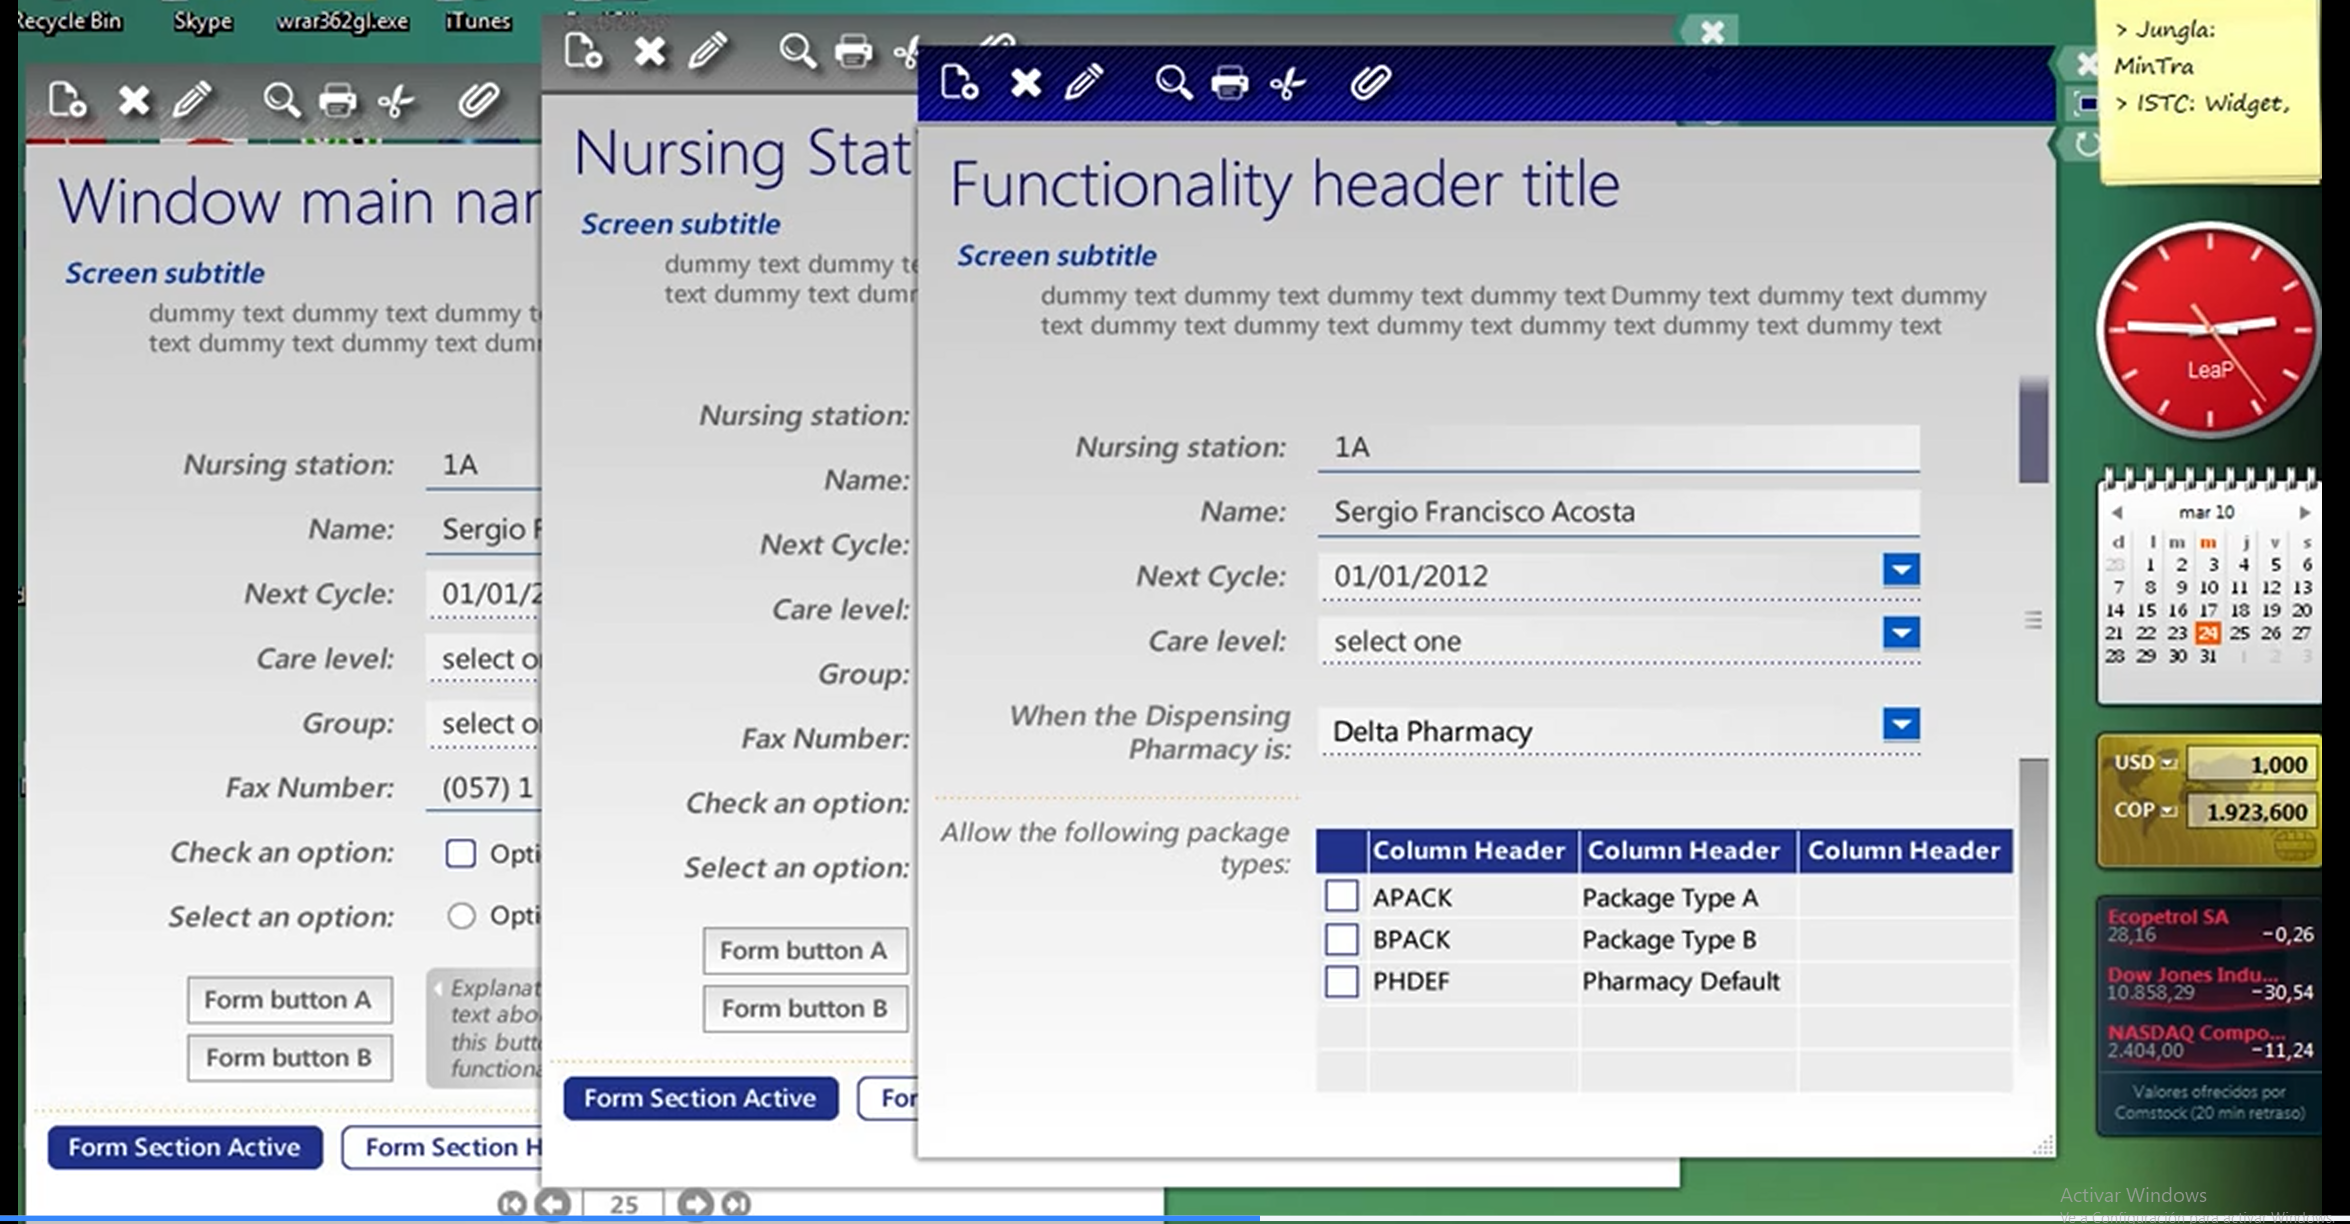 Recycle Bin
Skype
wrar362gl.exe
iTunes
> Jungla:
MinTra
> ISTC: Widget,
Window main nar
Screen subtitle
dummy text dummy text dummy t
text dummy text dummy text dum
Nursing station: 1A
Name: Sergio F
Next Cycle: 01/01/2
Care level: select o
Group: select o
Fax Number: (057) 1
Check an option: Opti
Select an option: Opti
Form button A
Form button B
Explanat
text abo
this butt
functiona
Form Section Active
Form Section H
25
Nursing Stat
Screen subtitle
dummy text dummy te
text dummy text dumr
Nursing station:
Name:
Next Cycle:
Care level:
Group:
Fax Number:
Check an option:
Select an option:
Form button A
Form button B
Form Section Active
For
Functionality header title
Screen subtitle
dummy text dummy text dummy text dummy text Dummy text dummy text dummy
text dummy text dummy text dummy text dummy text dummy text dummy text
Nursing station: 1A
Name: Sergio Francisco Acosta
Next Cycle: 01/01/2012
Care level: select one
When the Dispensing
Pharmacy is:
Delta Pharmacy
Allow the following package
types:
Column Header Column Header Column Header
APACK Package Type A
BPACK Package Type B
PHDEF Pharmacy Default
LeaP
mar 10
d l m m j v s
28 1 2 3 4 5 6
7 8 9 10 11 12 13
14 15 16 17 18 19 20
21 22 23 24 25 26 27
28 29 30 31 1 2 3
USD 1,000
COP 1.923,600
Ecopetrol SA
28,16 -0,26
Dow Jones Indu...
10.858,29 -30,54
NASDAQ Compo...
2.404,00 -11,24
Valores ofrecidos por
Comstock (20 min retraso)
Activar Windows
Ve a Configuración para activar Windows.